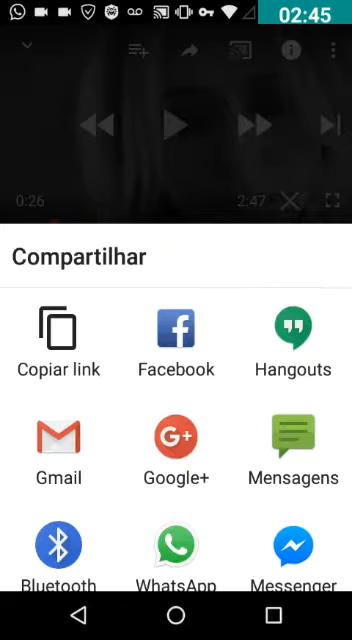 02:45
0:26
2:47
Compartilhar
Copiar link
Facebook
Hangouts
G+
Gmail
Google+
Mensagens
Bluetooth
WhatsApp
Messenger